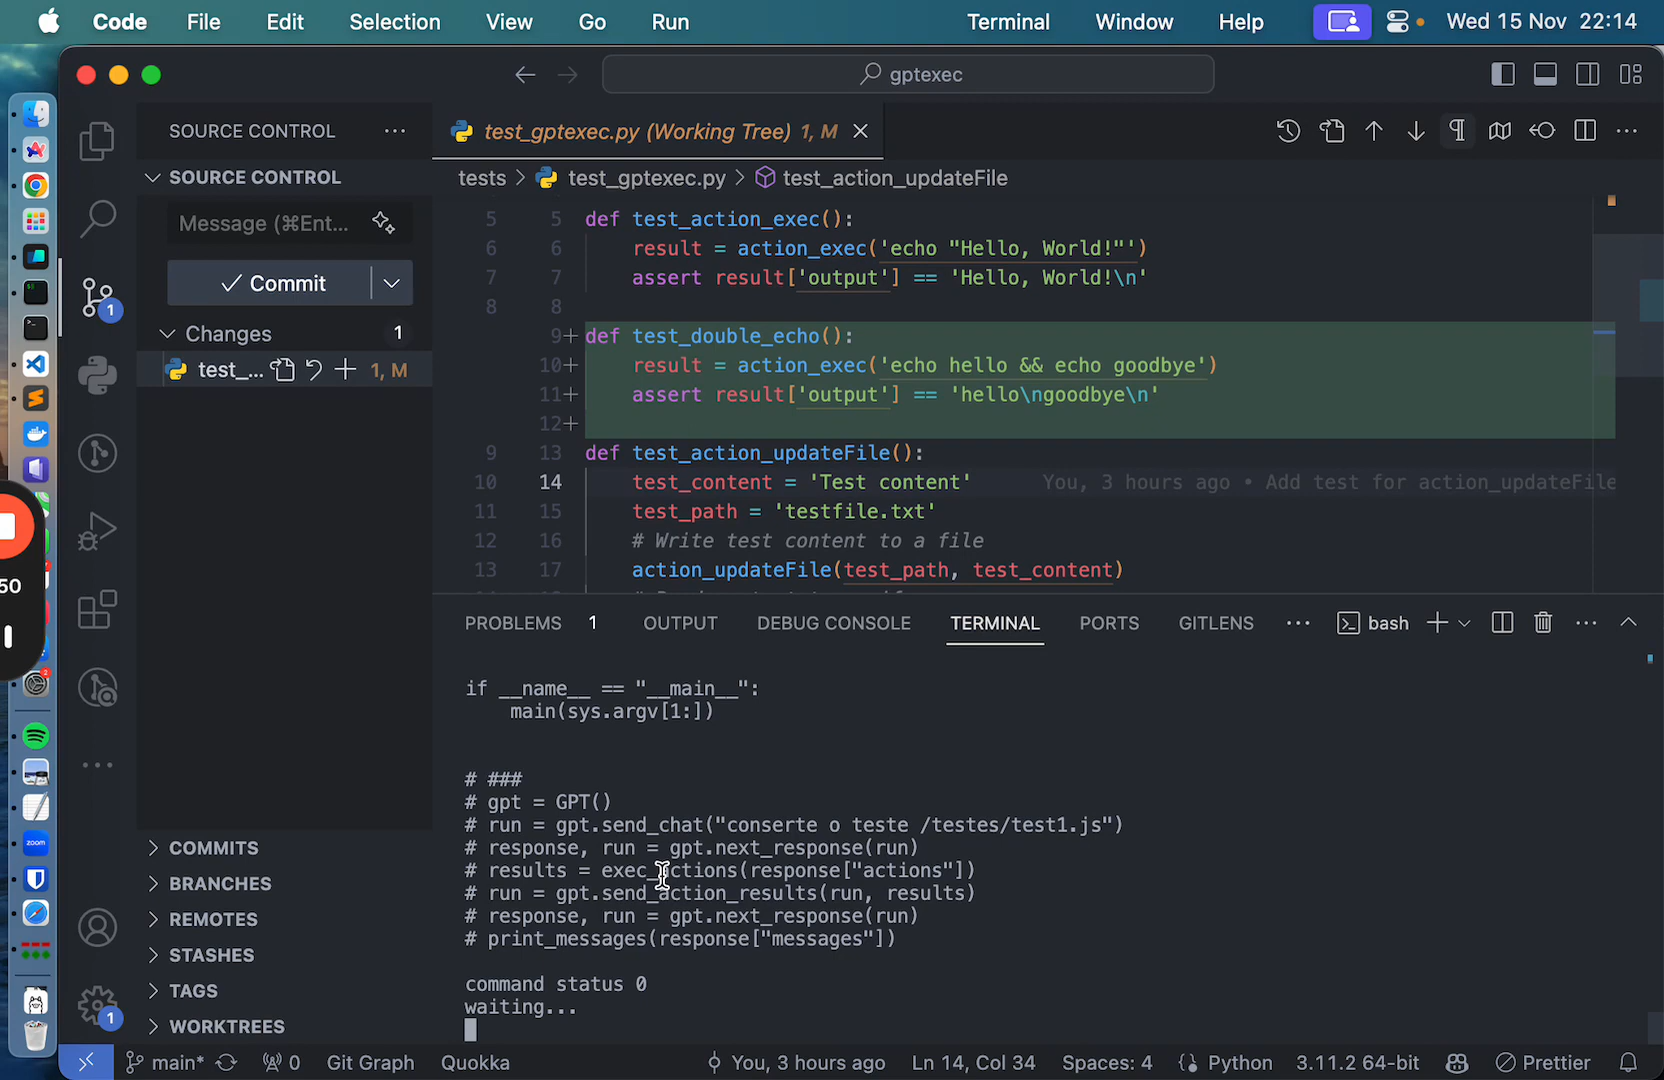 Code File Edit Selection View Go Run Terminal Window Help Wed 15 Nov 22:14
gptexec
SOURCE CONTROL
test_gptexec.py (Working Tree) 1, M
SOURCE CONTROL
tests > test_gptexec.py > test_action_updateFile
Message (⌘Ent...
Commit
Changes 1
test_... 1, M
5 5 def test_action_exec():
6 6 result = action_exec('echo "Hello, World!"')
7 7 assert result['output'] == 'Hello, World!\n'
8 8
9+ def test_double_echo():
10+ result = action_exec('echo hello && echo goodbye')
11+ assert result['output'] == 'hello\ngoodbye\n'
12+
9 13 def test_action_updateFile():
10 14 test_content = 'Test content' You, 3 hours ago • Add test for action_updateFile
11 15 test_path = 'testfile.txt'
12 16 # Write test content to a file
13 17 action_updateFile(test_path, test_content)
50
1
PROBLEMS 1 OUTPUT DEBUG CONSOLE TERMINAL PORTS GITLENS bash
if __name__ == "__main__":
main(sys.argv[1:])
# ###
# gpt = GPT()
# run = gpt.send_chat("conserte o teste /testes/test1.js")
# response, run = gpt.next_response(run)
# results = exec_actions(response["actions"])
# run = gpt.send_action_results(run, results)
# response, run = gpt.next_response(run)
# print_messages(response["messages"])
command status 0
waiting...
COMMITS
BRANCHES
REMOTES
STASHES
TAGS
WORKTREES
1
zoom
main* 0 Git Graph Quokka You, 3 hours ago Ln 14, Col 34 Spaces: 4 Python 3.11.2 64-bit Prettier